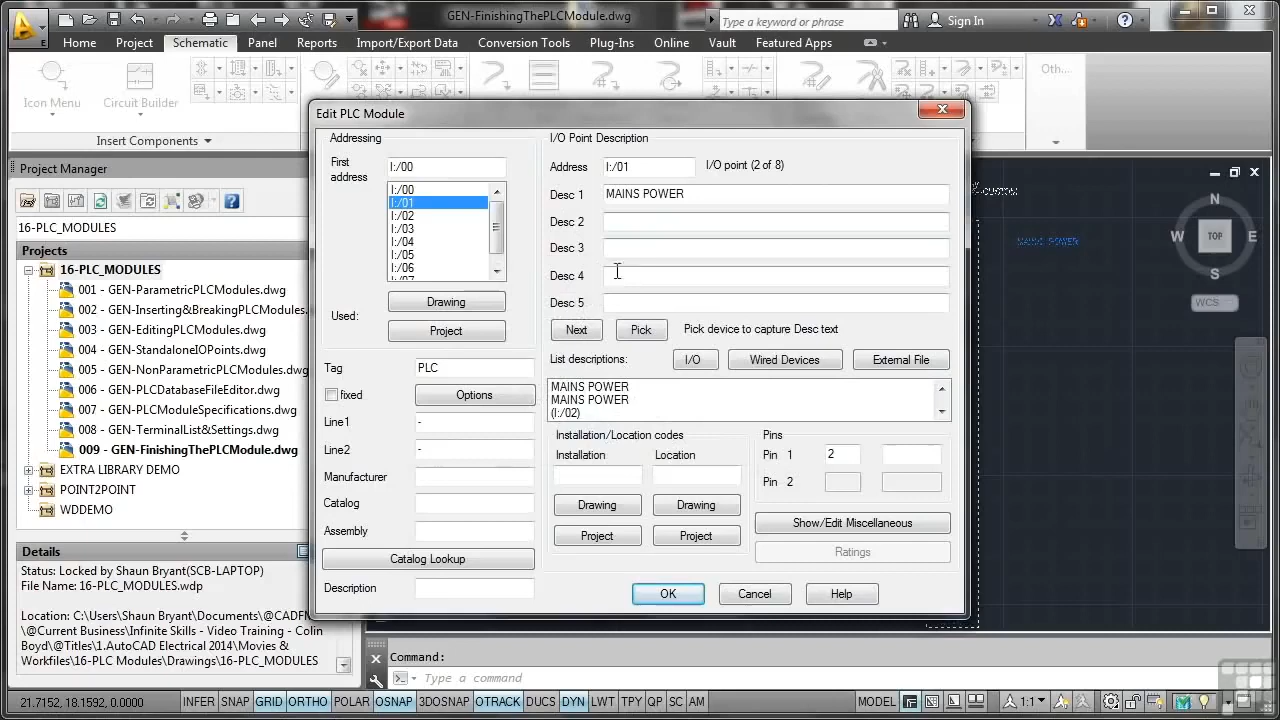 GEN-FinishingThePLCModule.dwg
Type a keyword or phrase
Sign In
Home
Project
Schematic
Panel
Reports
Import/Export Data
Conversion Tools
Plug-Ins
Online
Vault
Featured Apps
Icon Menu
Circuit Builder
Oth...
Insert Components
Project Manager
16-PLC_MODULES
Projects
16-PLC_MODULES
001 - GEN-ParametricPLCModules.dwg
002 - GEN-Inserting&BreakingPLCModule.dwg
003 - GEN-EditingPLCModules.dwg
004 - GEN-StandaloneIOPoints.dwg
005 - GEN-NonParametricPLCModules.dwg
006 - GEN-PLCDatabaseFileEditor.dwg
007 - GEN-PLCModuleSpecifications.dwg
008 - GEN-TerminalList&Settings.dwg
009 - GEN-FinishingThePLCModule.dwg
EXTRA LIBRARY DEMO
POINT2POINT
WDDEMO
Details
Status: Locked by Shaun Bryant(SCB-LAPTOP)
File Name: 16-PLC_MODULES.wdp
Location: C:\Users\Shaun Bryant\Documents\@CADFM
\@Current Business\Infinite Skills - Video Training - Colin
Boyd\@Titles\1.AutoCAD Electrical 2014\Movies &
Workfiles\16-PLC Modules\Drawings\16-PLC_MODULES
Edit PLC Module
Addressing
First address
I:/00
I:/00
I:/01
I:/02
I:/03
I:/04
I:/05
I:/06
Used:
Drawing
Project
Tag
PLC
fixed
Options
Line1
-
Line2
-
Manufacturer
Catalog
Assembly
Catalog Lookup
Description
I/O Point Description
Address
I:/01
I/O point (2 of 8)
Desc 1
MAINS POWER
Desc 2
Desc 3
Desc 4
Desc 5
Next
Pick
Pick device to capture Desc text
List descriptions:
I/O
Wired Devices
External File
MAINS POWER
MAINS POWER
(I:/02)
Installation/Location codes
Installation
Location
Drawing
Drawing
Project
Project
Pins
Pin 1
2
Pin 2
Show/Edit Miscellaneous
Ratings
OK
Cancel
Help
MAINS POWER
N
W
TOP
E
S
WCS
Command:
Type a command
21.7152, 18.1592, 0.0000
INFER
SNAP
GRID
ORTHO
POLAR
OSNAP
3DOSNAP
OTRACK
DUCS
DYN
LWT
TPY
QP
SC
AM
MODEL
1:1